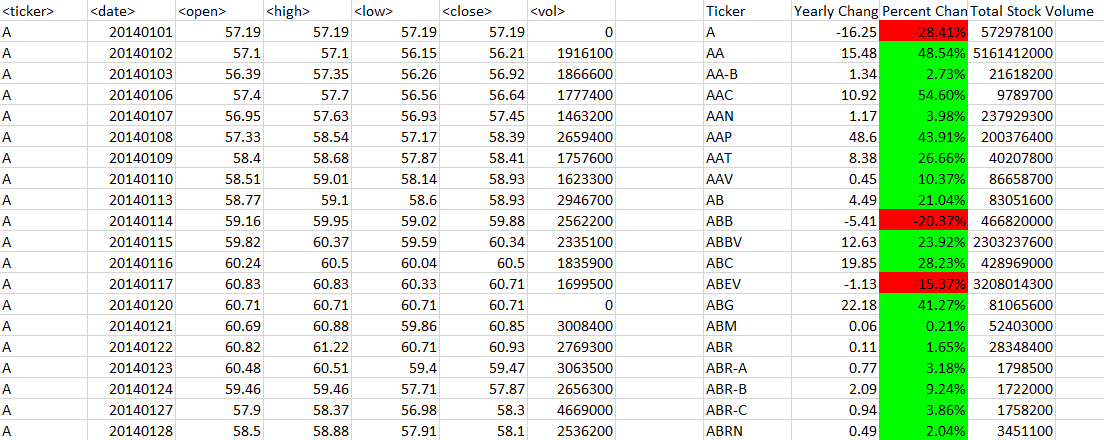 <ticker> <date> <open> <high> <low> <close> <vol> Ticker Yearly Chang Percent Chan Total Stock Volume
A 20140101 57.19 57.19 57.19 57.19 0 A -16.25 -28.41% 572978100
A 20140102 57.1 57.1 56.15 56.21 1916100 AA 15.48 48.54% 5161412000
A 20140103 56.39 57.35 56.26 56.92 1866600 AA-B 1.34 2.73% 21618200
A 20140106 57.4 57.7 56.56 56.64 1777400 AAC 10.92 54.60% 9789700
A 20140107 56.95 57.63 56.93 57.45 1463200 AAN 1.17 3.98% 237929300
A 20140108 57.33 58.54 57.17 58.39 2659400 AAP 48.6 43.91% 200376400
A 20140109 58.4 58.68 57.87 58.41 1757600 AAT 8.38 26.66% 40207800
A 20140110 58.51 59.01 58.14 58.93 1623300 AAV 0.45 10.37% 86658700
A 20140113 58.77 59.1 58.6 58.93 2946700 AB 4.49 21.04% 83051600
A 20140114 59.16 59.95 59.02 59.88 2562200 ABB -5.41 -20.37% 466820000
A 20140115 59.82 60.37 59.59 60.34 2335100 ABBV 12.63 23.92% 2303237600
A 20140116 60.24 60.5 60.04 60.5 1835900 ABC 19.85 28.23% 428969000
A 20140117 60.83 60.83 60.33 60.71 1699500 ABEV -1.13 -15.37% 3208014300
A 20140120 60.71 60.71 60.71 60.71 0 ABG 22.18 41.27% 81065600
A 20140121 60.69 60.88 59.86 60.85 3008400 ABM 0.06 0.21% 52403000
A 20140122 60.82 61.22 60.71 60.93 2769300 ABR 0.11 1.65% 28348400
A 20140123 60.48 60.51 59.4 59.47 3063500 ABR-A 0.77 3.18% 1798500
A 20140124 59.46 59.46 57.71 57.87 2656300 ABR-B 2.09 9.24% 1722000
A 20140127 57.9 58.37 56.98 58.3 4669000 ABR-C 0.94 3.86% 1758200
A 20140128 58.5 58.88 57.91 58.1 2536200 ABRN 0.49 2.04% 3451100